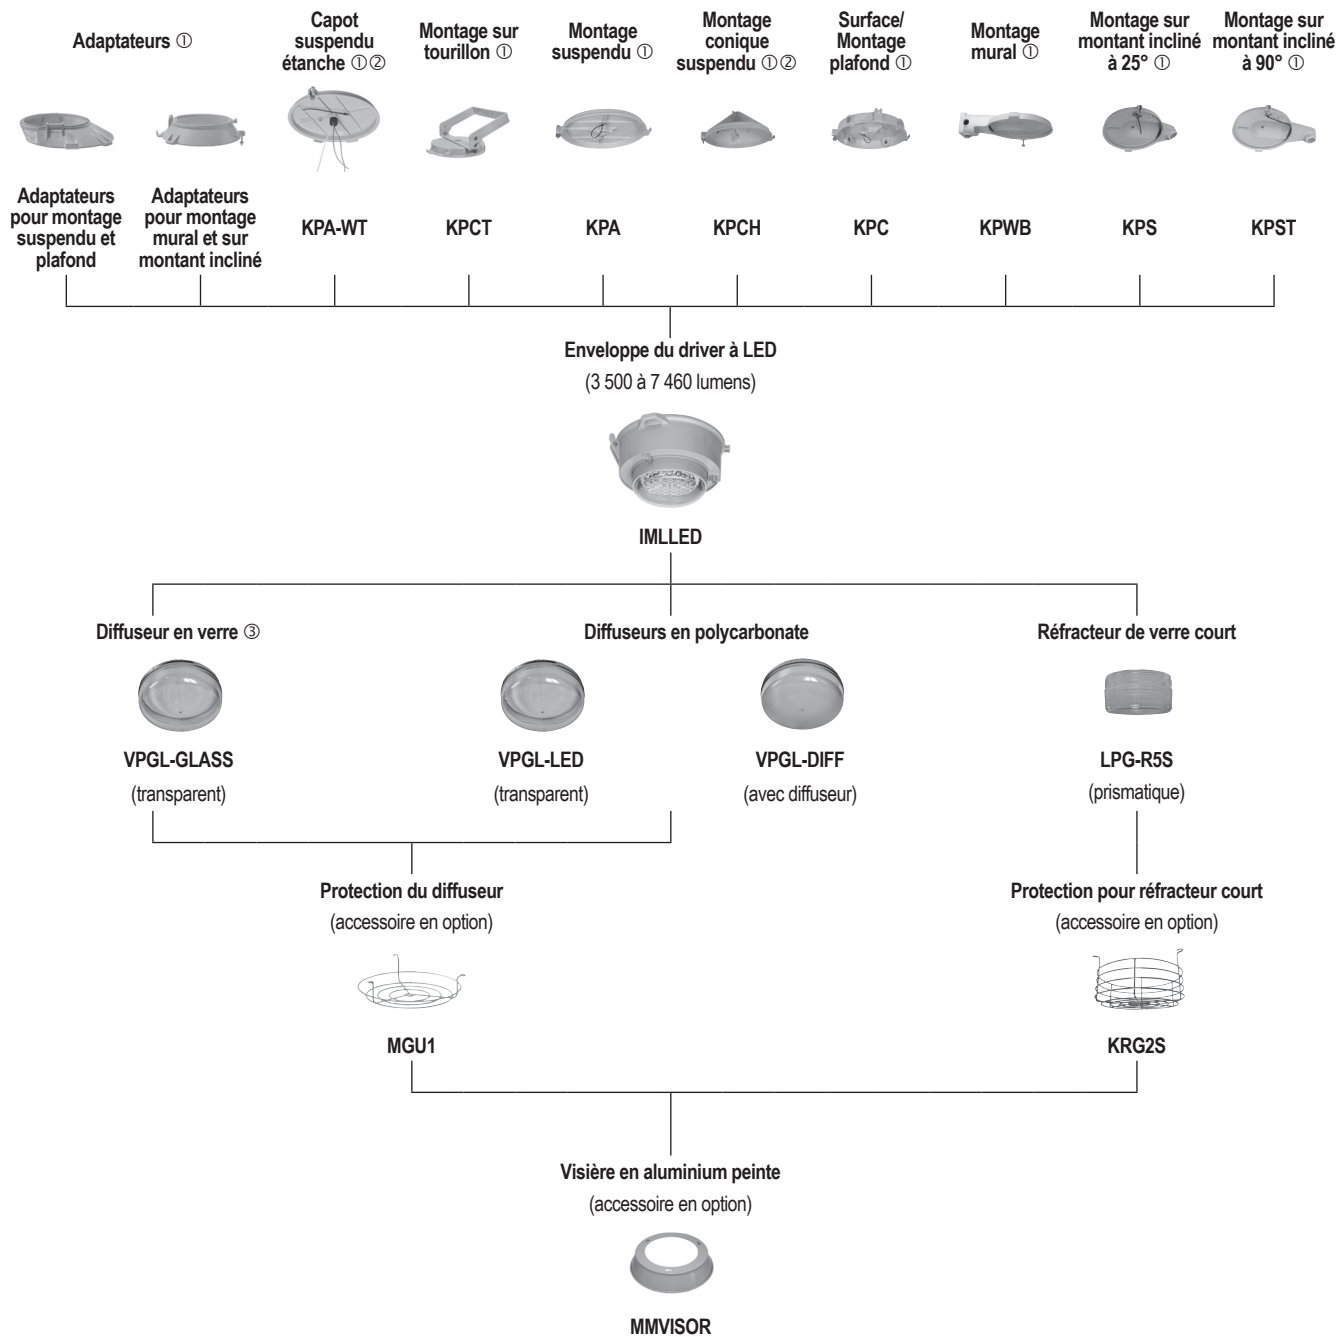 Adaptateurs ①
Capot
suspendu
étanche ①②
Montage sur
tourillon ①
Montage
suspendu ①
Montage
conique
suspendu ①②
Surface/
Montage
plafond ①
Montage
mural ①
Montage sur
montant incliné
à 25° ①
Montage sur
montant incliné
à 90° ①
Adaptateurs
pour montage
suspendu et
plafond
Adaptateurs
pour montage
mural et sur
montant incliné
KPA-WT
KPCT
KPA
KPCH
KPC
KPWB
KPS
KPST
Enveloppe du driver à LED
(3 500 à 7 460 lumens)
IMLLED
Diffuseur en verre ③
Diffuseurs en polycarbonate
Réfracteur de verre court
VPGL-GLASS
(transparent)
VPGL-LED
(transparent)
VPGL-DIFF
(avec diffuseur)
LPG-R5S
(prismatique)
Protection du diffuseur
(accessoire en option)
Protection pour réfracteur court
(accessoire en option)
MGU1
KRG2S
Visière en aluminium peinte
(accessoire en option)
MMVISOR